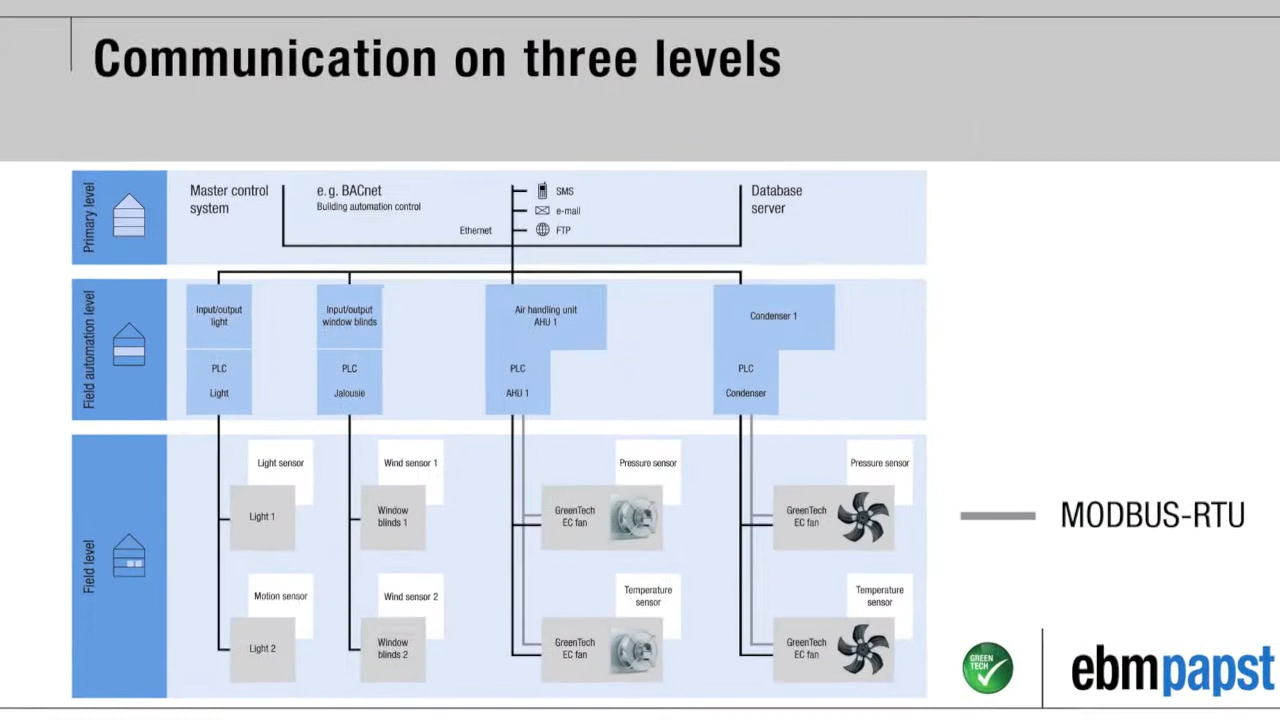 Communication on three levels
Primary level
Master control
system
e.g. BACnet
Building automation control
Ethernet
SMS
e-mail
FTP
Database
server
Field automation level
Input/output
light
PLC
Light
Input/output
window blinds
PLC
Jalousie
Air handling unit
AHU 1
PLC
AHU 1
Condenser 1
PLC
Condenser
Field level
Light sensor
Light 1
Motion sensor
Light 2
Wind sensor 1
Window
blinds 1
Wind sensor 2
Window
blinds 2
Pressure sensor
GreenTech
EC fan
Temperature
sensor
GreenTech
EC fan
Pressure sensor
GreenTech
EC fan
Temperature
sensor
GreenTech
EC fan
MODBUS-RTU
GREEN
TECH
ebmpapst